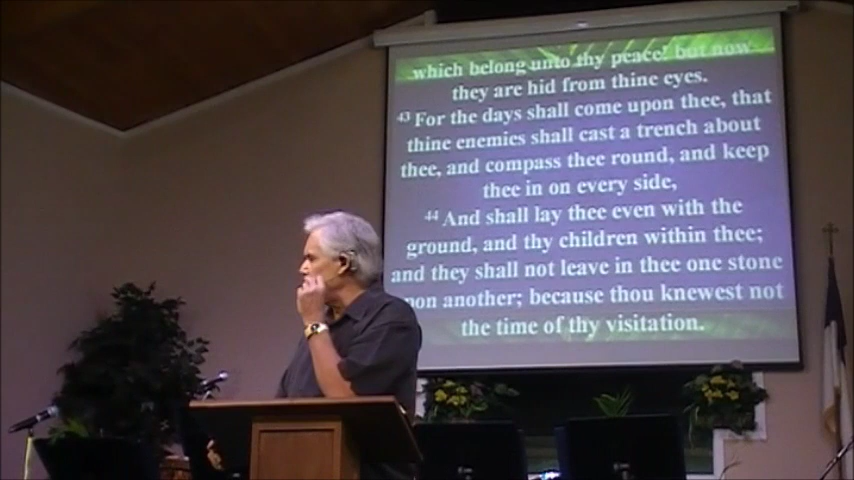 which belong unto thy peace! but now
they are hid from thine eyes.
43 For the days shall come upon thee, that
thine enemies shall cast a trench about
thee, and compass thee round, and keep
thee in on every side,
44 And shall lay thee even with the
ground, and thy children within thee;
and they shall not leave in thee one stone
upon another; because thou knewest not
the time of thy visitation.